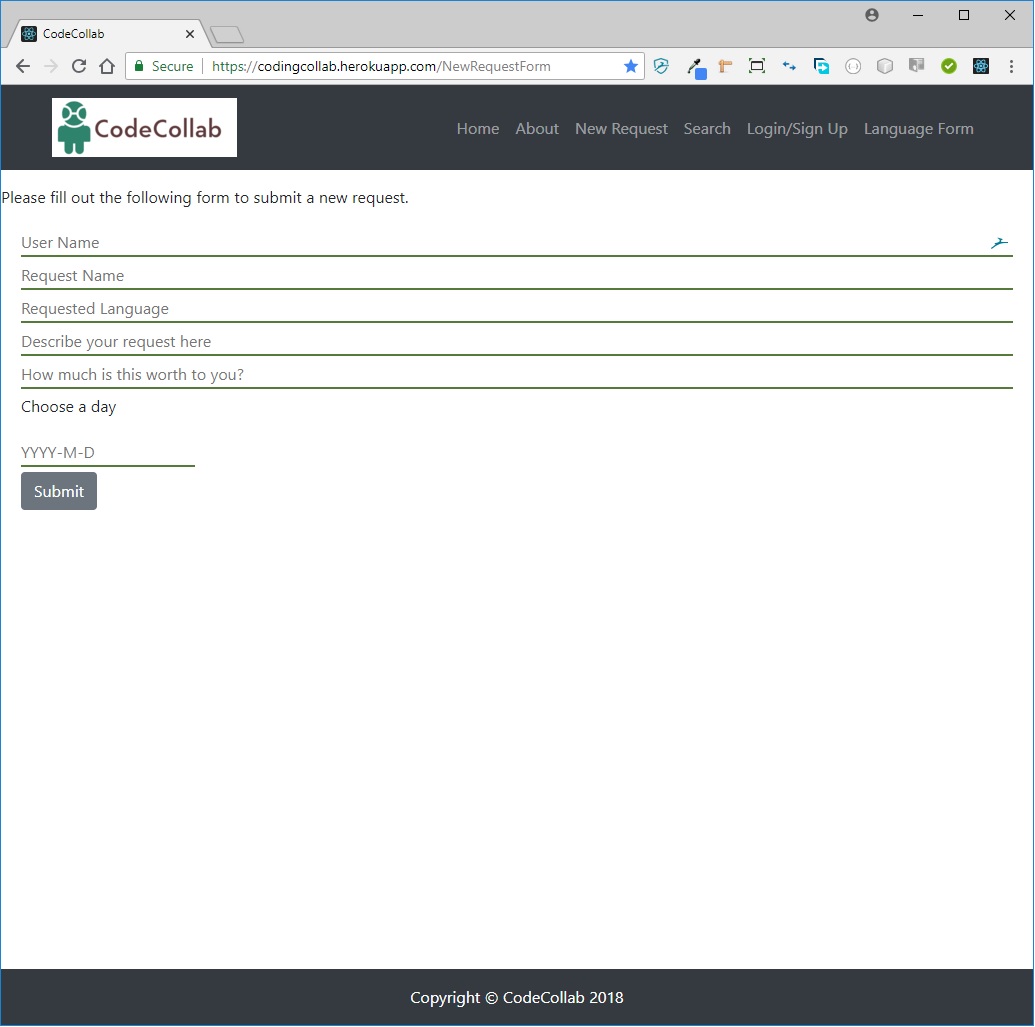 CodeCollab
Secure https://codingcollab.herokuapp.com/NewRequestForm
CodeCollab
Home About New Request Search Login/Sign Up Language Form
Please fill out the following form to submit a new request.
User Name
Request Name
Requested Language
Describe your request here
How much is this worth to you?
Choose a day
YYYY-M-D
Submit
Copyright © CodeCollab 2018